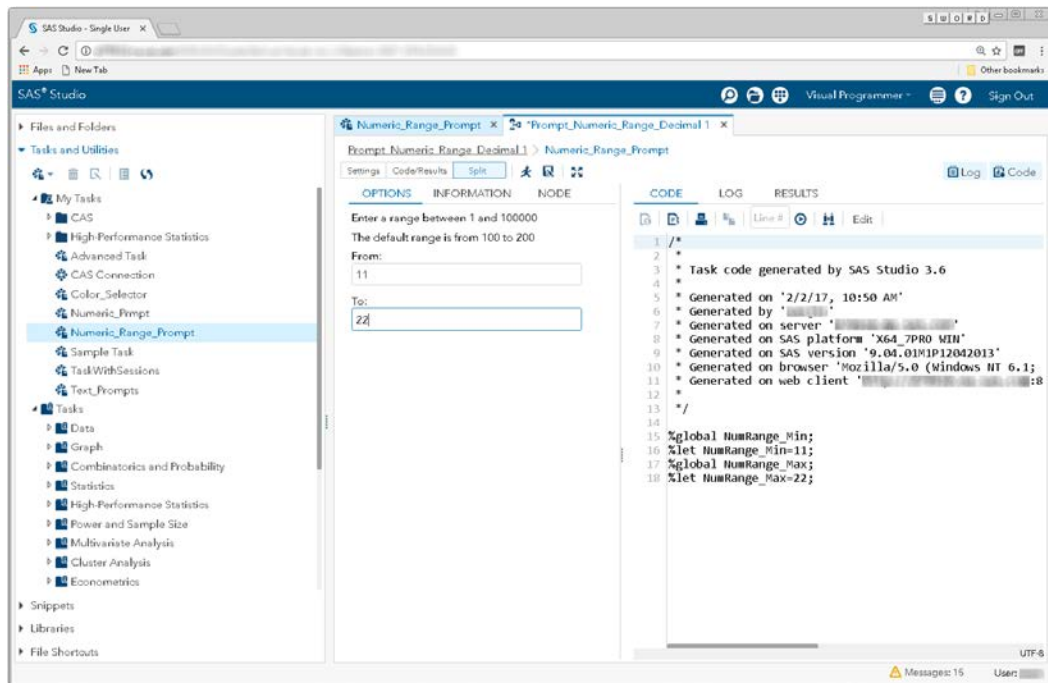 SAS Studio - Single User
SWORD
Apps New Tab
Other bookmarks
SAS® Studio
Visual Programmer
Sign Out
Files and Folders
Tasks and Utilities
My Tasks
CAS
High-Performance Statistics
Advanced Task
CAS Connection
Color_Selector
Numeric_Prmpt
Numeric_Range_Prompt
Sample Task
TaskWithSessions
Text_Prompts
Tasks
Data
Graph
Combinatorics and Probability
Statistics
High-Performance Statistics
Power and Sample Size
Multivariate Analysis
Cluster Analysis
Econometrics
Snippets
Libraries
File Shortcuts
Numeric_Range_Prompt *Prompt_Numeric_Range_Decimal 1
Prompt_Numeric_Range_Decimal 1 > Numeric_Range_Prompt
Settings Code/Results Split
Log Code
OPTIONS INFORMATION NODE
Enter a range between 1 and 100000
The default range is from 100 to 200
From:
11
To:
22
CODE LOG RESULTS
Line # Edit
1 /*
2 *
3 * Task code generated by SAS Studio 3.6
4 *
5 * Generated on '2/2/17, 10:50 AM'
6 * Generated by '
7 * Generated on server '
8 * Generated on SAS platform 'X64_7PRO WIN'
9 * Generated on SAS version '9.04.01M1P12042013'
10 * Generated on browser 'Mozilla/5.0 (Windows NT 6.1;
11 * Generated on web client ' :8
12 *
13 */
14
15 %global NumRange_Min;
16 %let NumRange_Min=11;
17 %global NumRange_Max;
18 %let NumRange_Max=22;
UTF-8
Messages: 15 User: